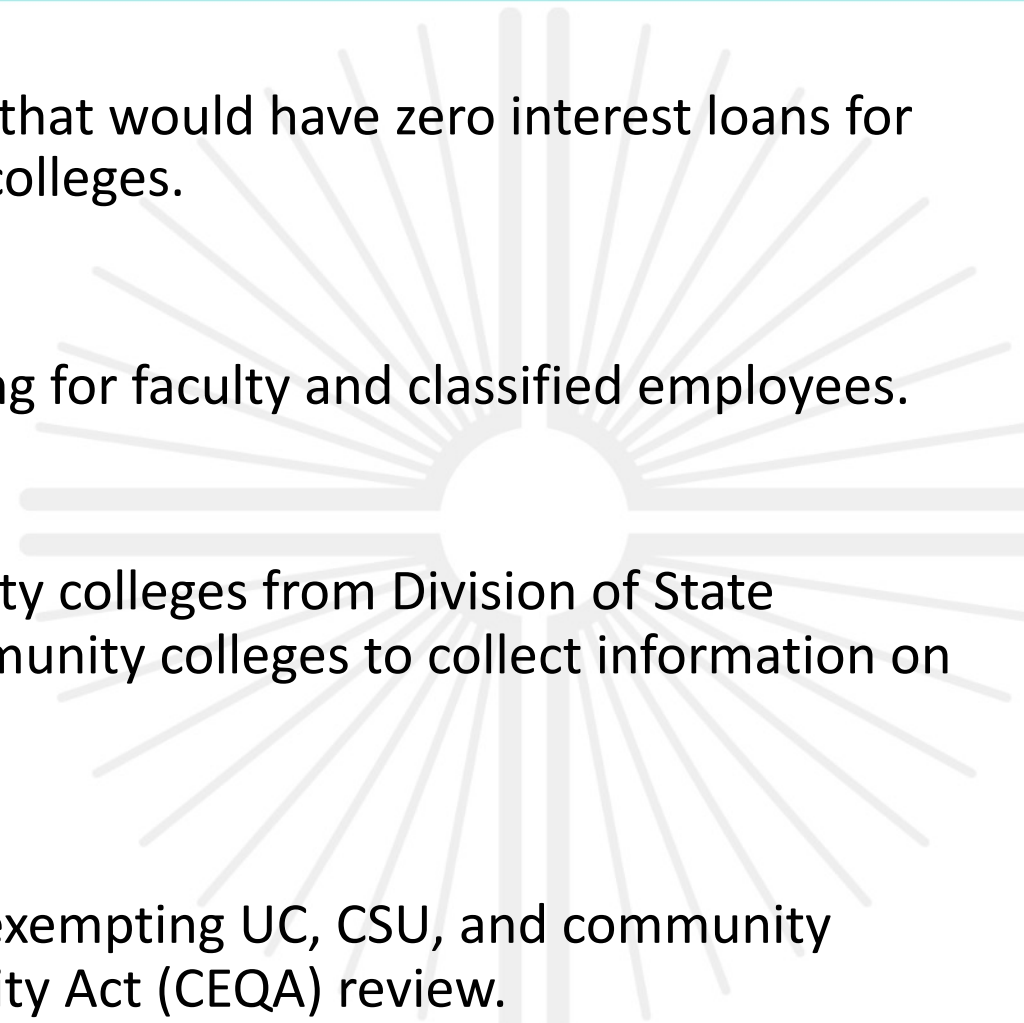 that would have zero interest loans for
colleges.
ng for faculty and classified employees.
ty colleges from Division of State
munity colleges to collect information on
exempting UC, CSU, and community
ity Act (CEQA) review.